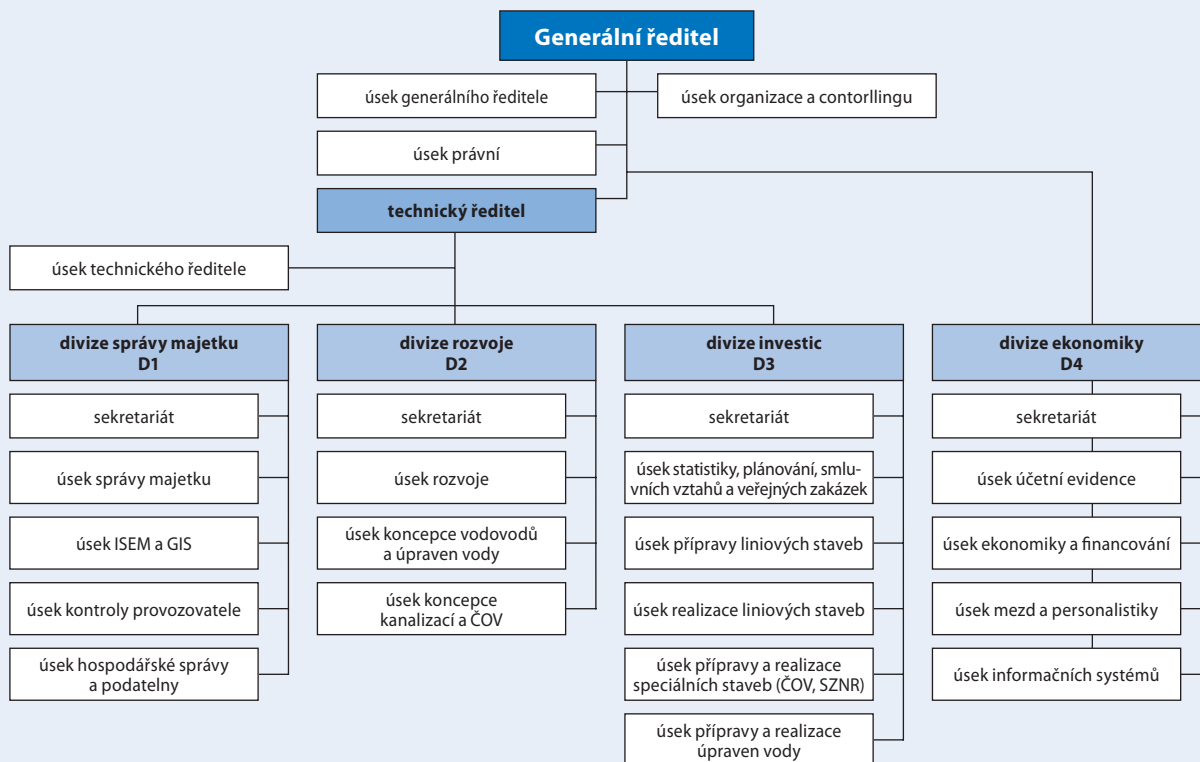 Generální ředitel
úsek generálního ředitele
úsek organizace a contorllingu
úsek právní
technický ředitel
úsek technického ředitele
divize správy majetku
D1
sekretariát
úsek správy majetku
úsek ISEM a GIS
úsek kontroly provozovatele
úsek hospodářské správy
a podatelny
divize rozvoje
D2
sekretariát
úsek rozvoje
úsek koncepce vodovodů
a úpraven vody
úsek koncepce
kanalizací a ČOV
divize investic
D3
sekretariát
úsek statistiky, plánování, smlu-
vních vztahů a veřejných zakázek
úsek přípravy liniových staveb
úsek realizace liniových staveb
úsek přípravy a realizace
speciálních staveb (ČOV, SZNR)
úsek přípravy a realizace
úpraven vody
divize ekonomiky
D4
sekretariát
úsek účetní evidence
úsek ekonomiky a financování
úsek mezd a personalistiky
úsek informačních systémů